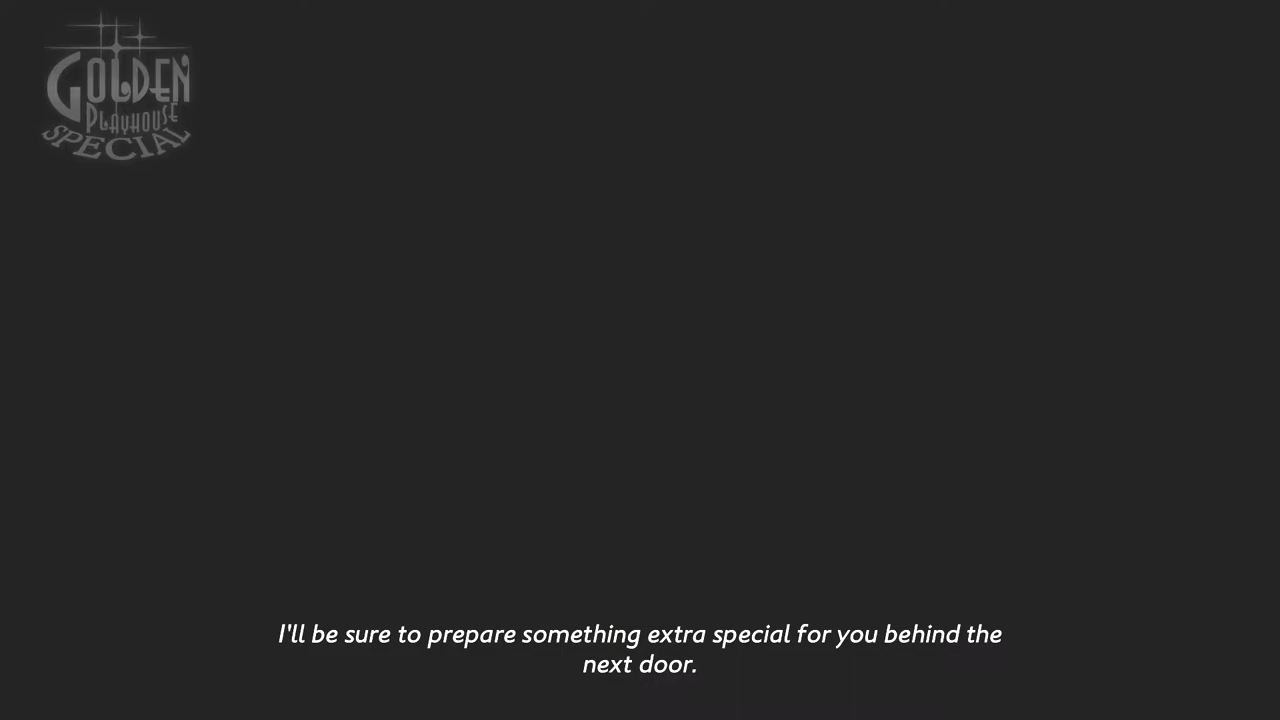 GOLDEN
PLAYHOUSE
SPECIAL
I'll be sure to prepare something extra special for you behind the
next door.